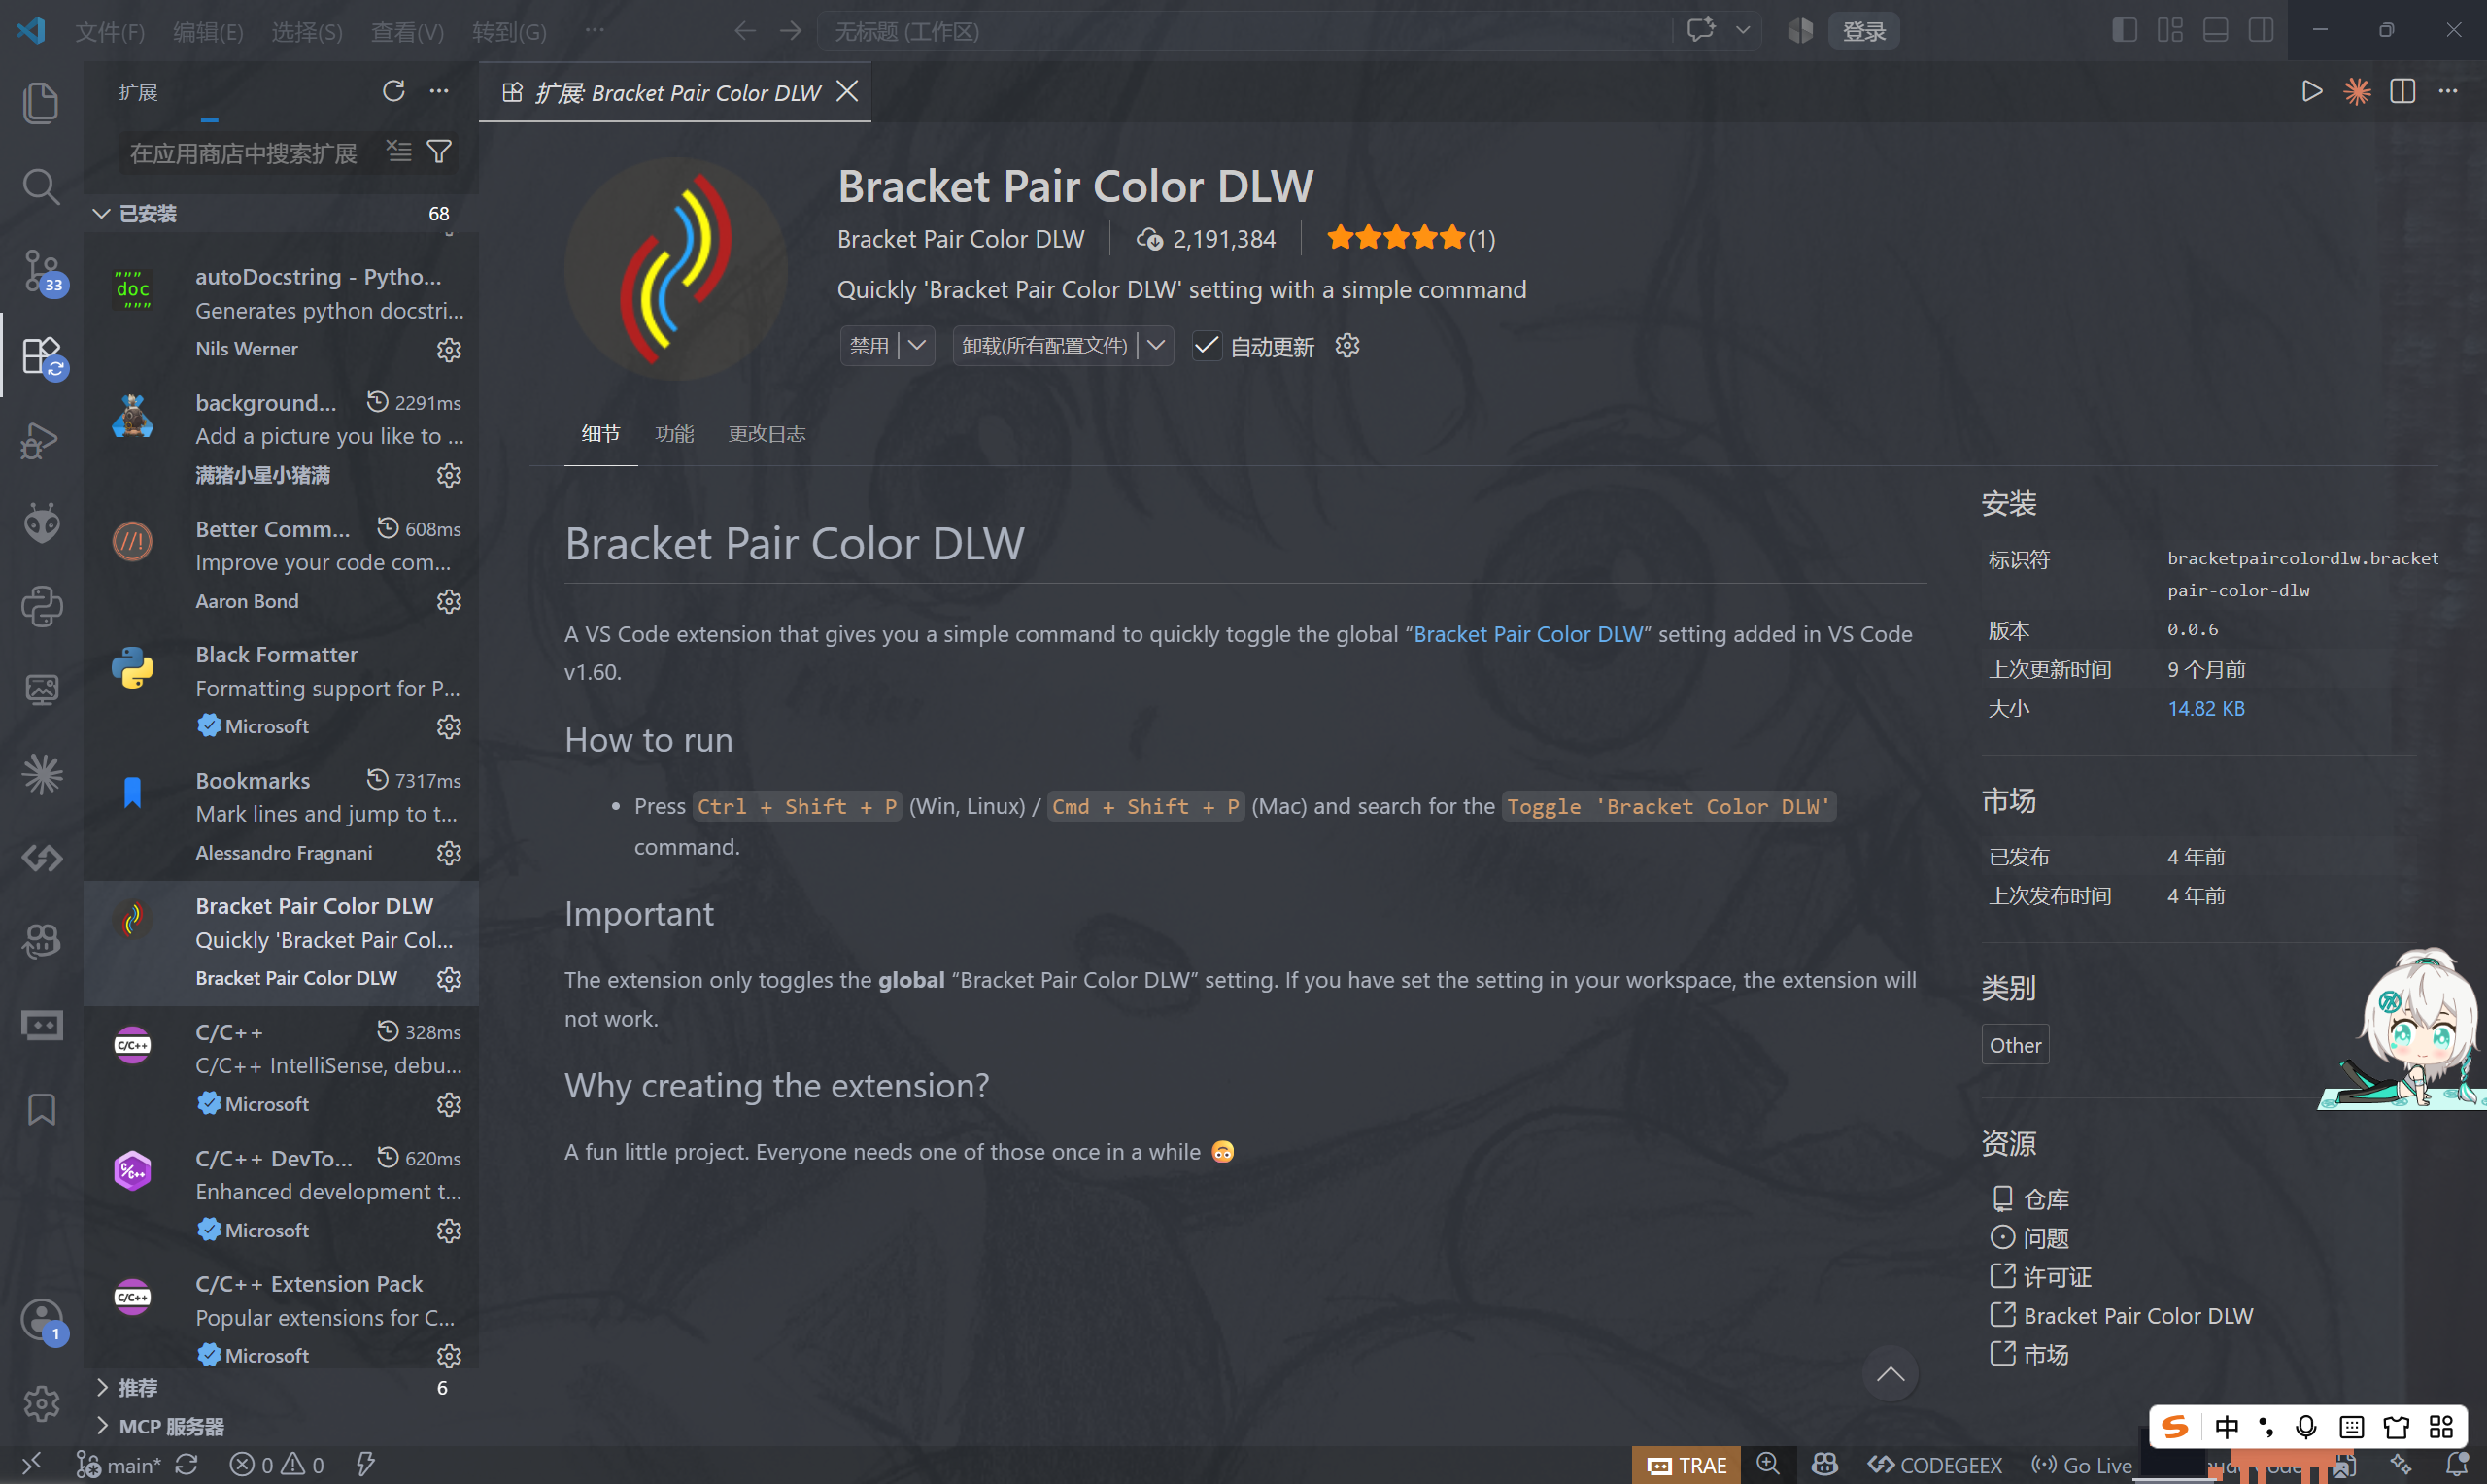 文件(F) 编辑(E) 选择(S) 查看(V) 转到(G) ··· 无标题 (工作区) 登录
扩展
扩展: Bracket Pair Color DLW
在应用商店中搜索扩展
已安装 68
33
1
"""
doc
"""
autoDocstring - Pytho...
Generates python docstri...
Nils Werner
background... 2291ms
Add a picture you like to ...
满猪小星小猪满
//!
Better Comm... 608ms
Improve your code com...
Aaron Bond
Black Formatter
Formatting support for P...
Microsoft
Bookmarks 7317ms
Mark lines and jump to t...
Alessandro Fragnani
Bracket Pair Color DLW
Quickly 'Bracket Pair Col...
Bracket Pair Color DLW
C/C++
C/C++ 328ms
C/C++ IntelliSense, debu...
Microsoft
C/C++
C/C++ DevTo... 620ms
Enhanced development t...
Microsoft
C/C++
C/C++ Extension Pack
Popular extensions for C...
Microsoft
推荐 6
MCP 服务器
Bracket Pair Color DLW
Bracket Pair Color DLW 2,191,384 (1)
Quickly 'Bracket Pair Color DLW' setting with a simple command
禁用 卸载(所有配置文件) 自动更新
细节 功能 更改日志
Bracket Pair Color DLW
A VS Code extension that gives you a simple command to quickly toggle the global “Bracket Pair Color DLW” setting added in VS Code
v1.60.
How to run
• Press Ctrl + Shift + P (Win, Linux) / Cmd + Shift + P (Mac) and search for the Toggle 'Bracket Color DLW'
command.
Important
The extension only toggles the global “Bracket Pair Color DLW” setting. If you have set the setting in your workspace, the extension will
not work.
Why creating the extension?
A fun little project. Everyone needs one of those once in a while 🙃
安装
标识符 bracketpaircolordlw.bracket
pair-color-dlw
版本 0.0.6
上次更新时间 9 个月前
大小 14.82 KB
市场
已发布 4 年前
上次发布时间 4 年前
类别
Other
资源
仓库
问题
许可证
Bracket Pair Color DLW
市场
中
main* 0 0 TRAE CODEGEEX Go Live